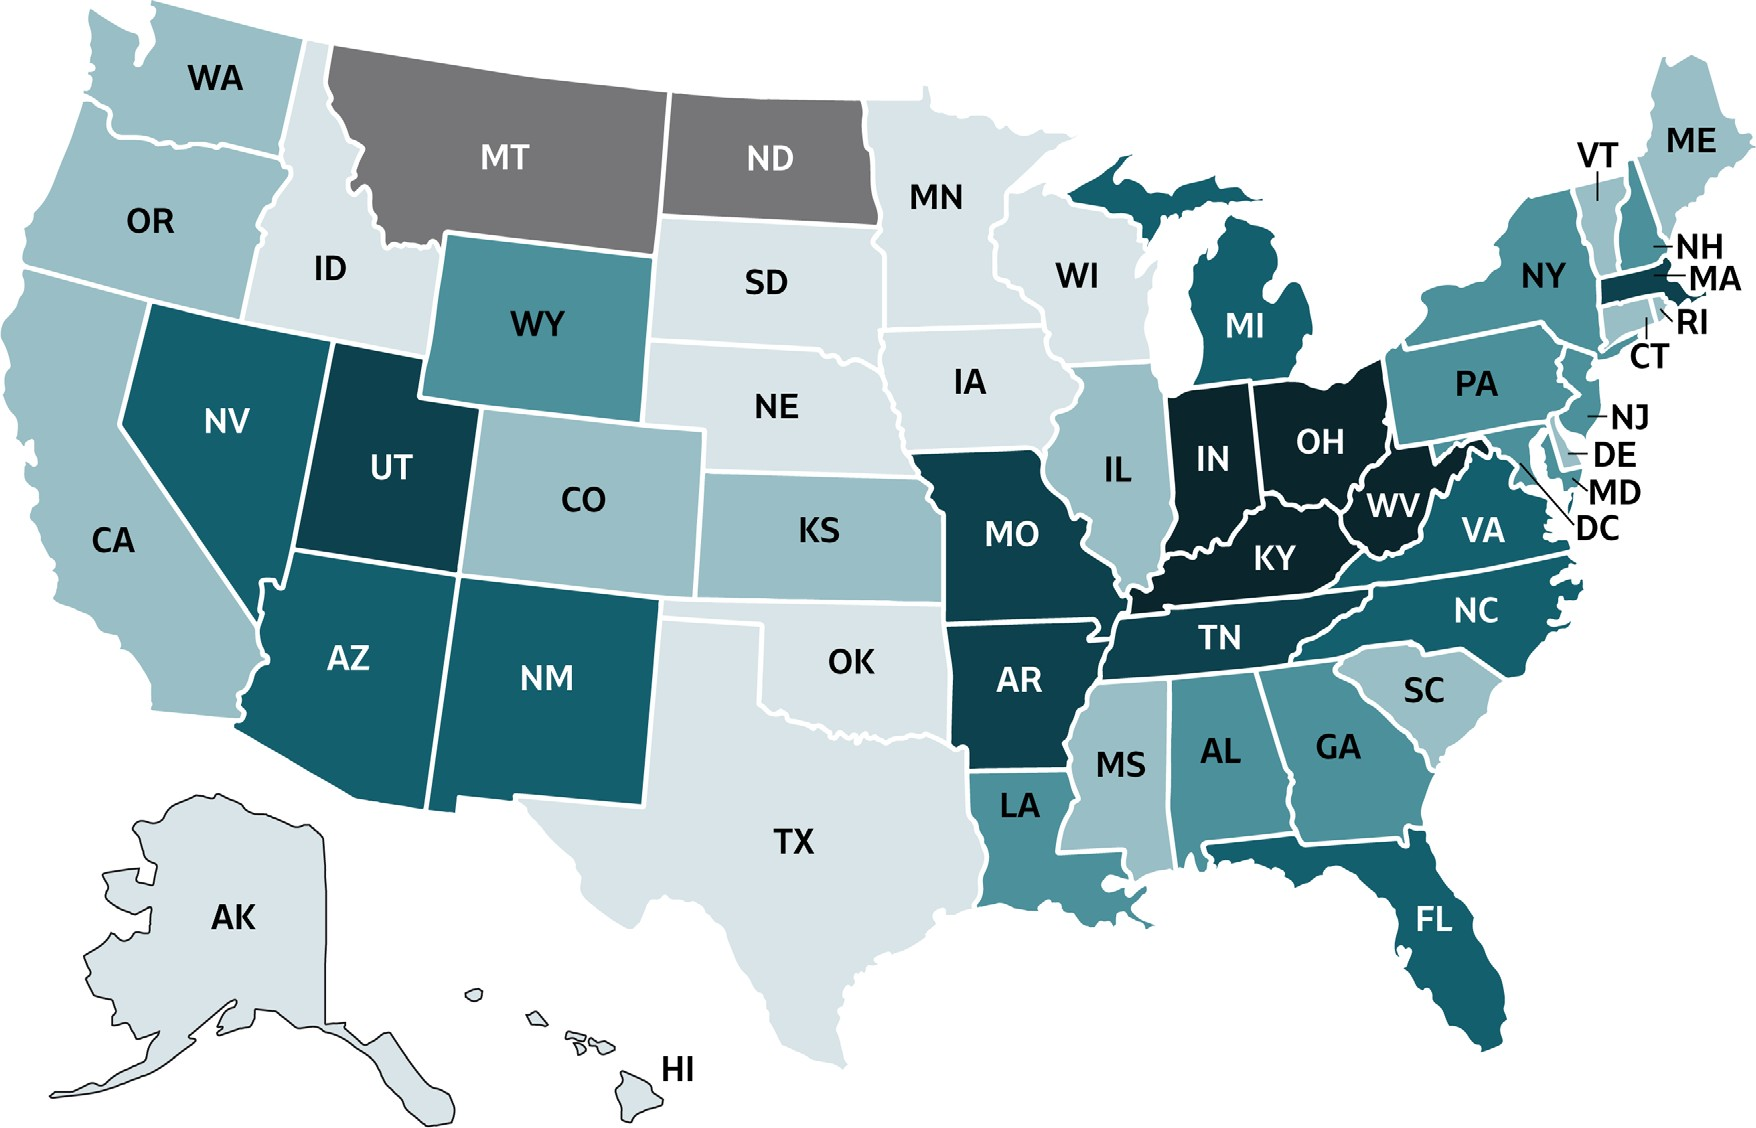 WA
MT
ND
ME
VT
MN
OR
NH
ID
WI
NY
MA
SD
WY
MI
RI
CT
IA
PA
NE
NV
NJ
OH
DE
UT
IN
IL
MD
CO
WV
DC
KS
MO
VA
CA
KY
NC
TN
AZ
OK
NM
AR
SC
GA
AL
MS
LA
TX
AK
FL
HI